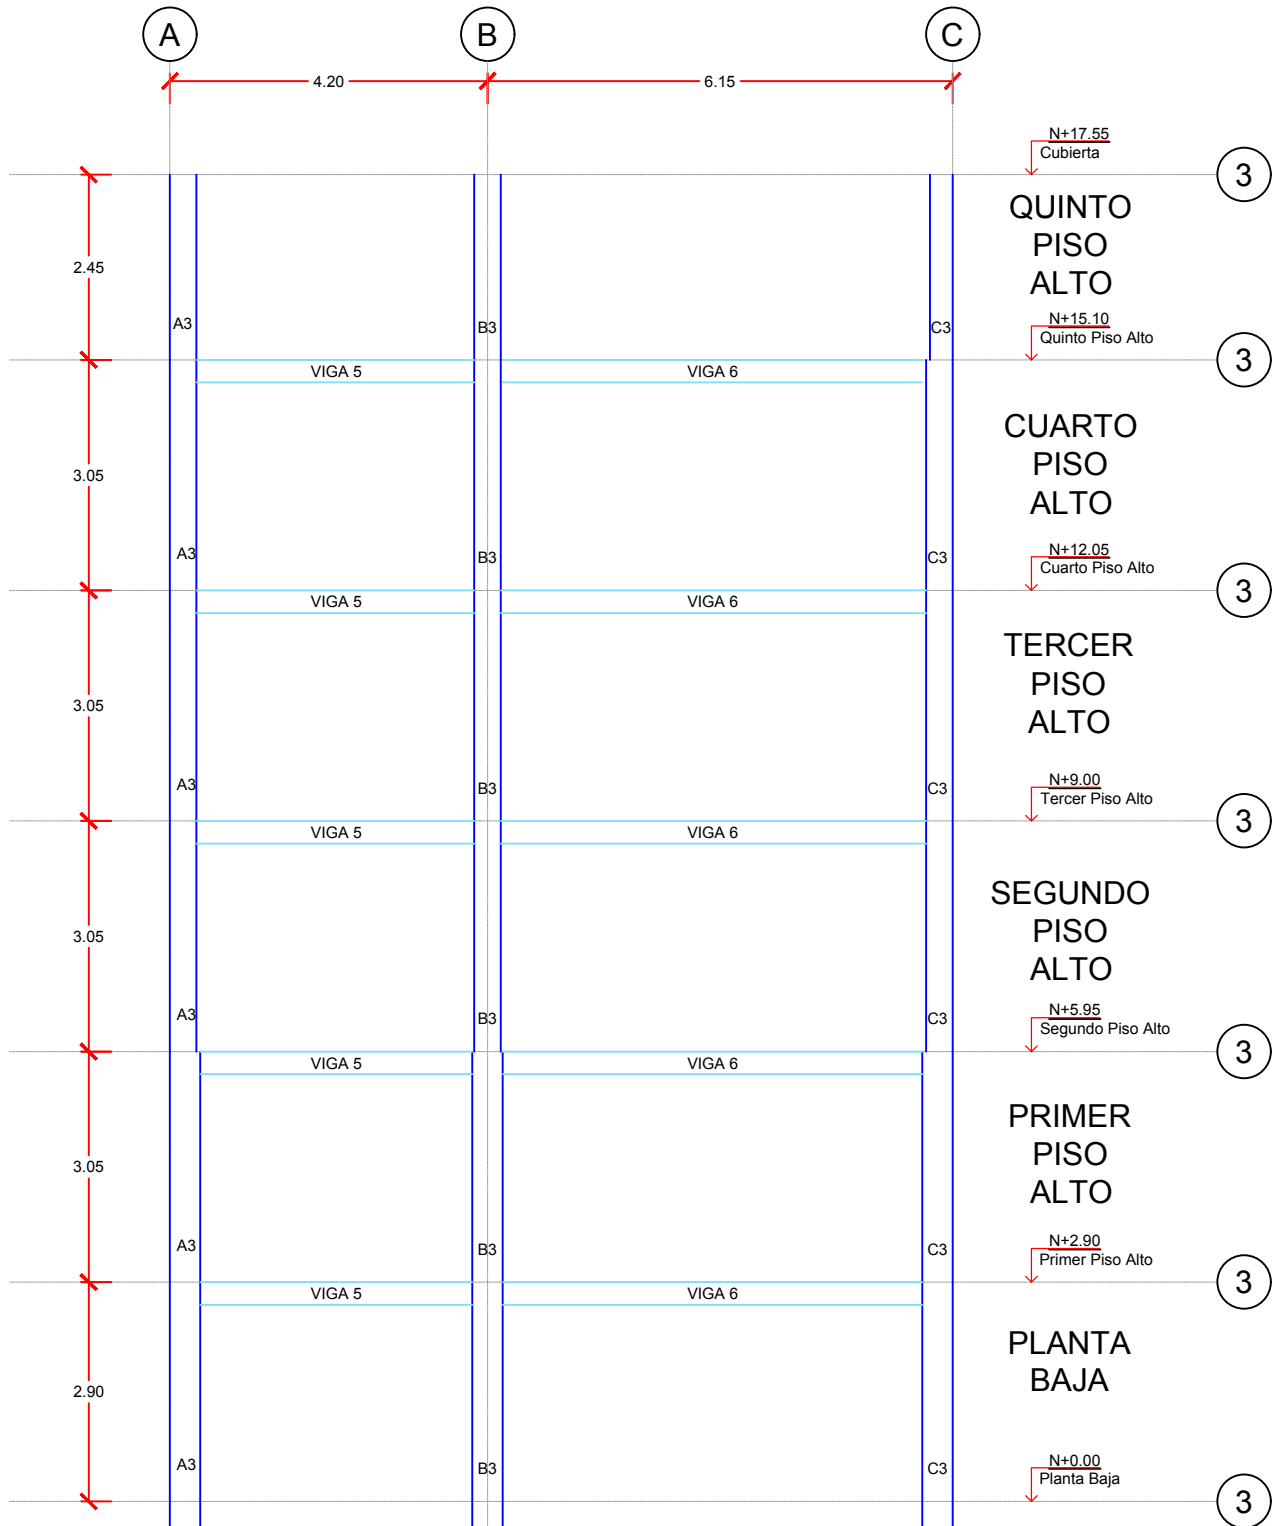 A
B
C
4.20
6.15
N+17.55
Cubierta
3
QUINTO
PISO
ALTO
2.45
A3
B3
C3
N+15.10
Quinto Piso Alto
3
VIGA 5
VIGA 6
CUARTO
PISO
ALTO
3.05
A3
B3
C3
N+12.05
Cuarto Piso Alto
3
VIGA 5
VIGA 6
TERCER
PISO
ALTO
3.05
A3
B3
C3
N+9.00
Tercer Piso Alto
3
VIGA 5
VIGA 6
SEGUNDO
PISO
ALTO
3.05
A3
B3
C3
N+5.95
Segundo Piso Alto
3
VIGA 5
VIGA 6
PRIMER
PISO
ALTO
3.05
A3
B3
C3
N+2.90
Primer Piso Alto
3
VIGA 5
VIGA 6
PLANTA
BAJA
2.90
A3
B3
C3
N+0.00
Planta Baja
3